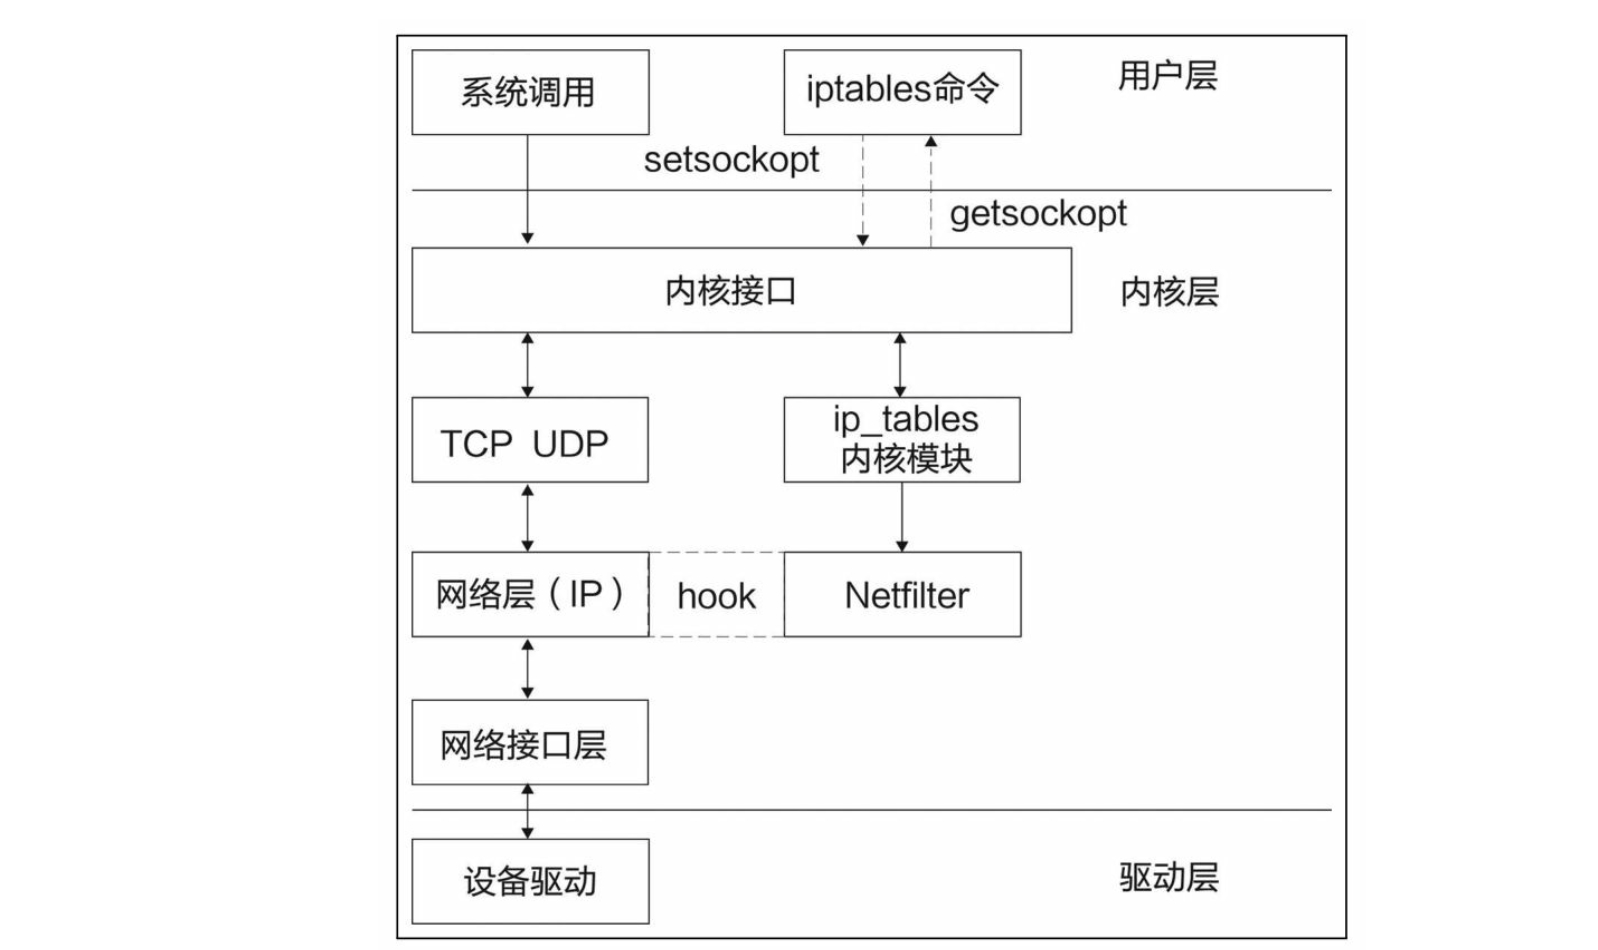 系统调用
iptables命令
用户层
setsockopt
getsockopt
内核接口
内核层
TCP UDP
ip_tables
内核模块
网络层（IP）
hook
Netfilter
网络接口层
设备驱动
驱动层